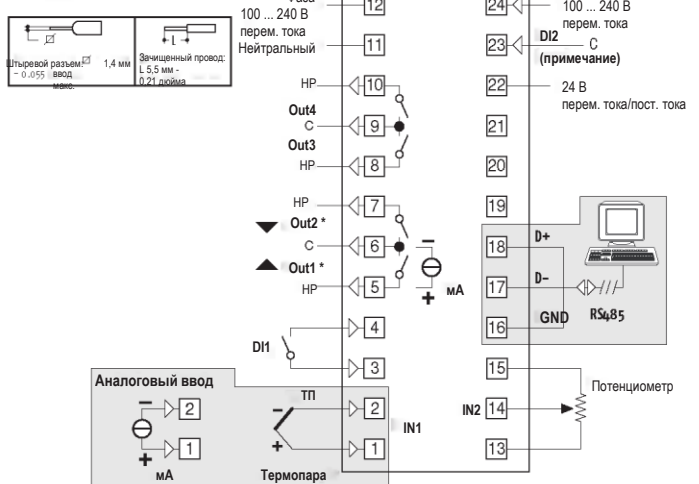 Фаза
100 ... 240 В
перем. тока
Нейтральный
12
11
Штыревой разъем:
1,4 мм
– 0.055 ввод
макс.
L
Зачищенный провод:
L 5,5 мм -
0,21 дюйма
НР
10
Out4
С
9
Out3
НР
8
НР
7
Out2 *
С
6
Out1 *
НР
5
–
+
мА
DI1
4
3
Аналоговый ввод
–
2
+
1
мА
ТП
–
2
+
1
Термопара
IN1
24
100 ... 240 В
перем. тока
23
DI2
С
(примечание)
22
24 В
перем. тока/пост. тока
21
20
19
18
D+
17
D–
16
GND
RS485
15
Потенциометр
IN2
14
13